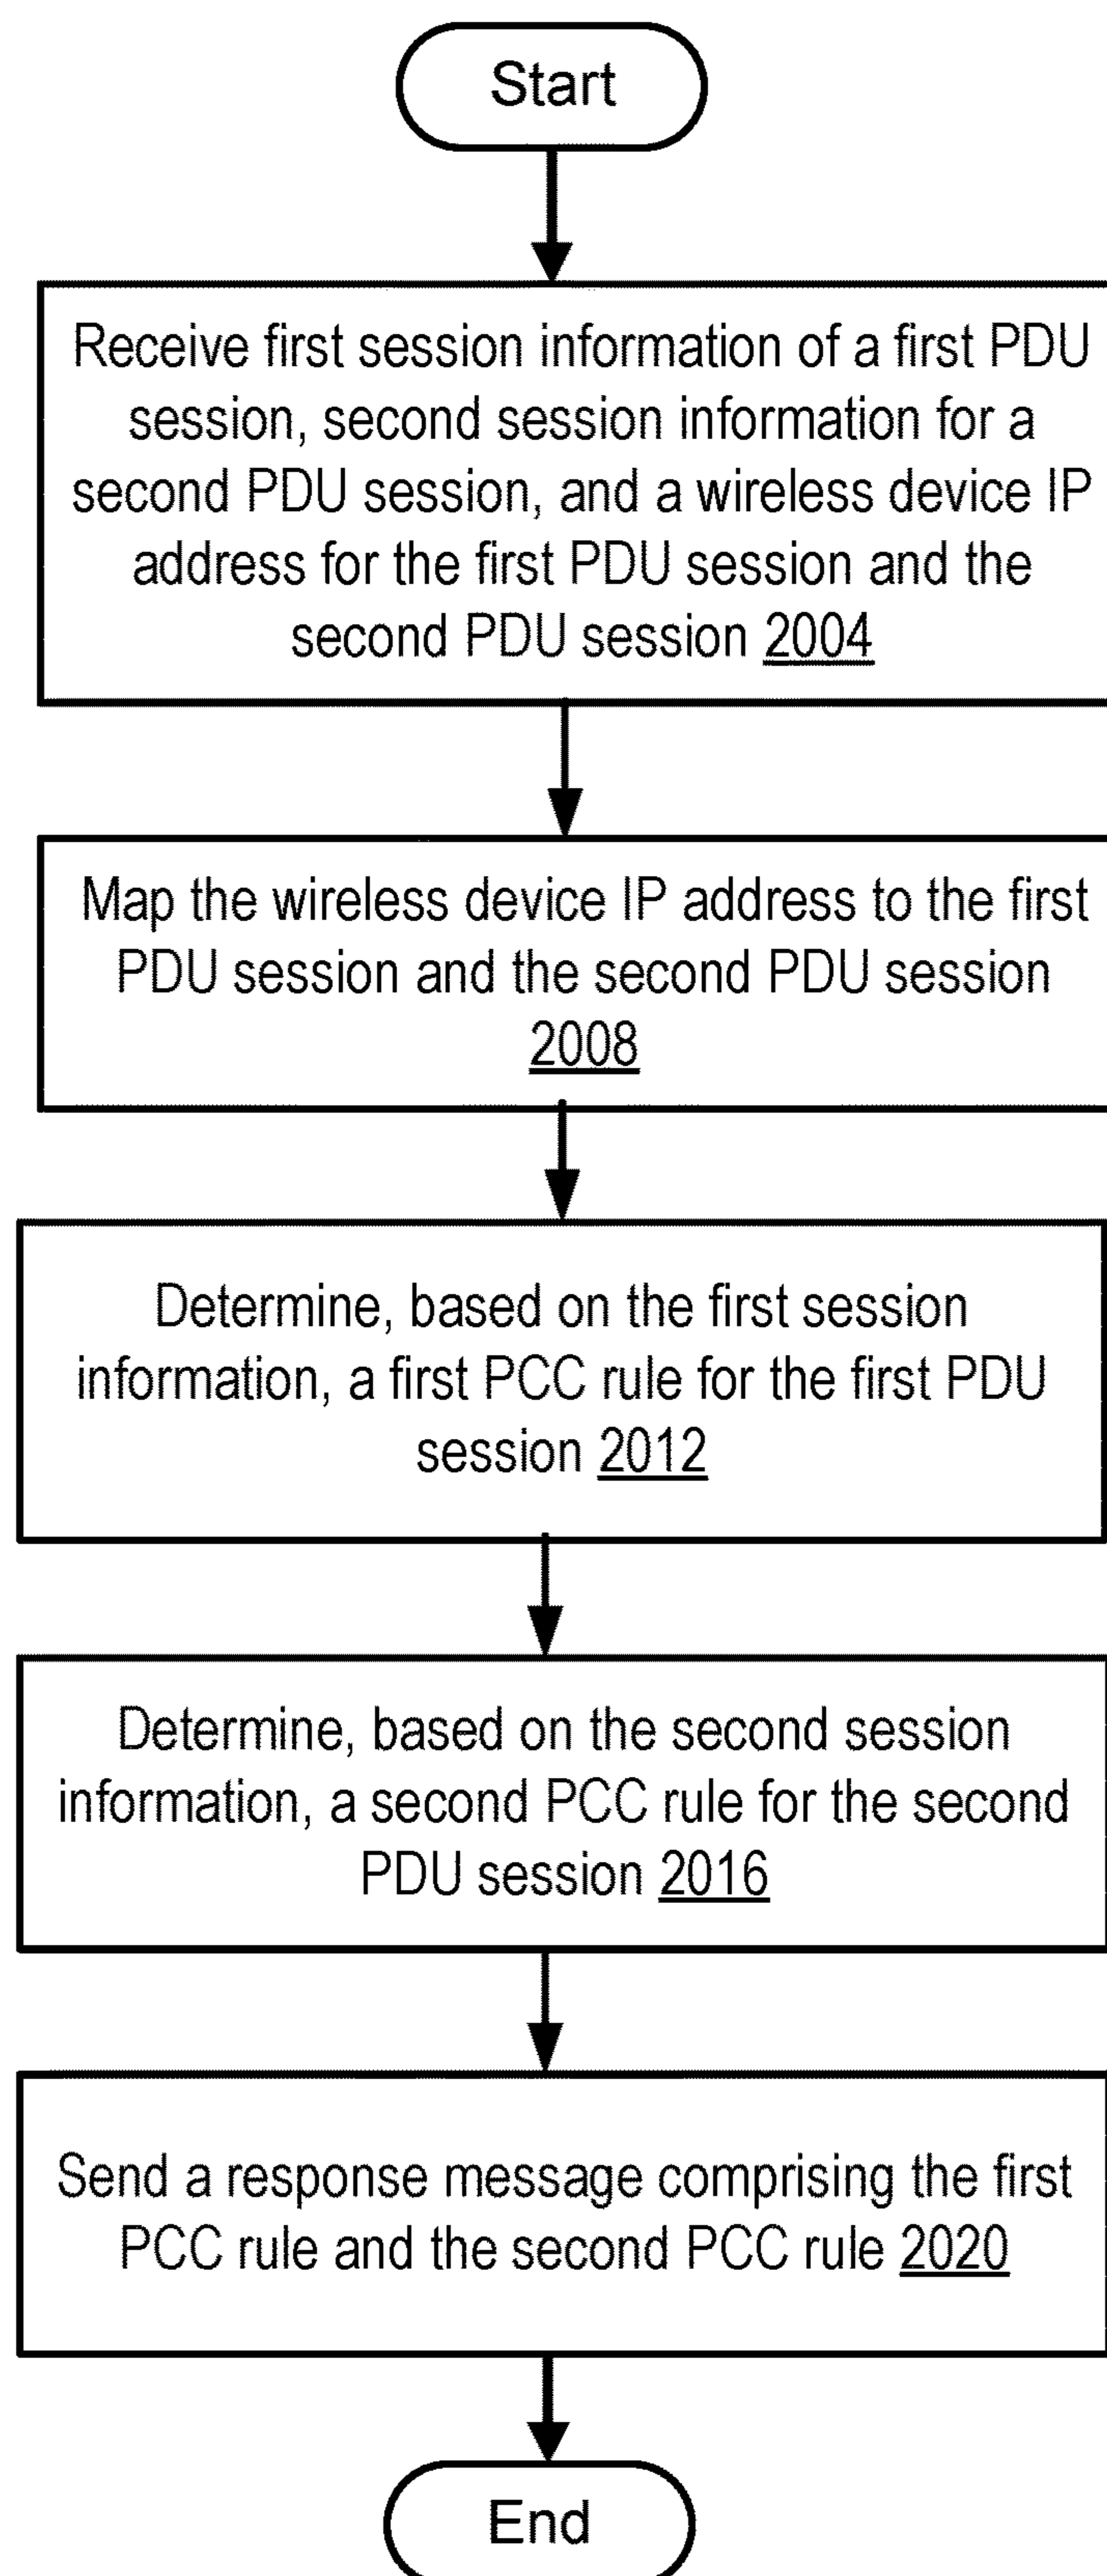 Start
Receive first session information of a first PDU
session, second session information for a
second PDU session, and a wireless device IP
address for the first PDU session and the
second PDU session 2004
Map the wireless device IP address to the first
PDU session and the second PDU session
2008
Determine, based on the first session
information, a first PCC rule for the first PDU
session 2012
Determine, based on the second session
information, a second PCC rule for the second
PDU session 2016
Send a response message comprising the first
PCC rule and the second PCC rule 2020
End